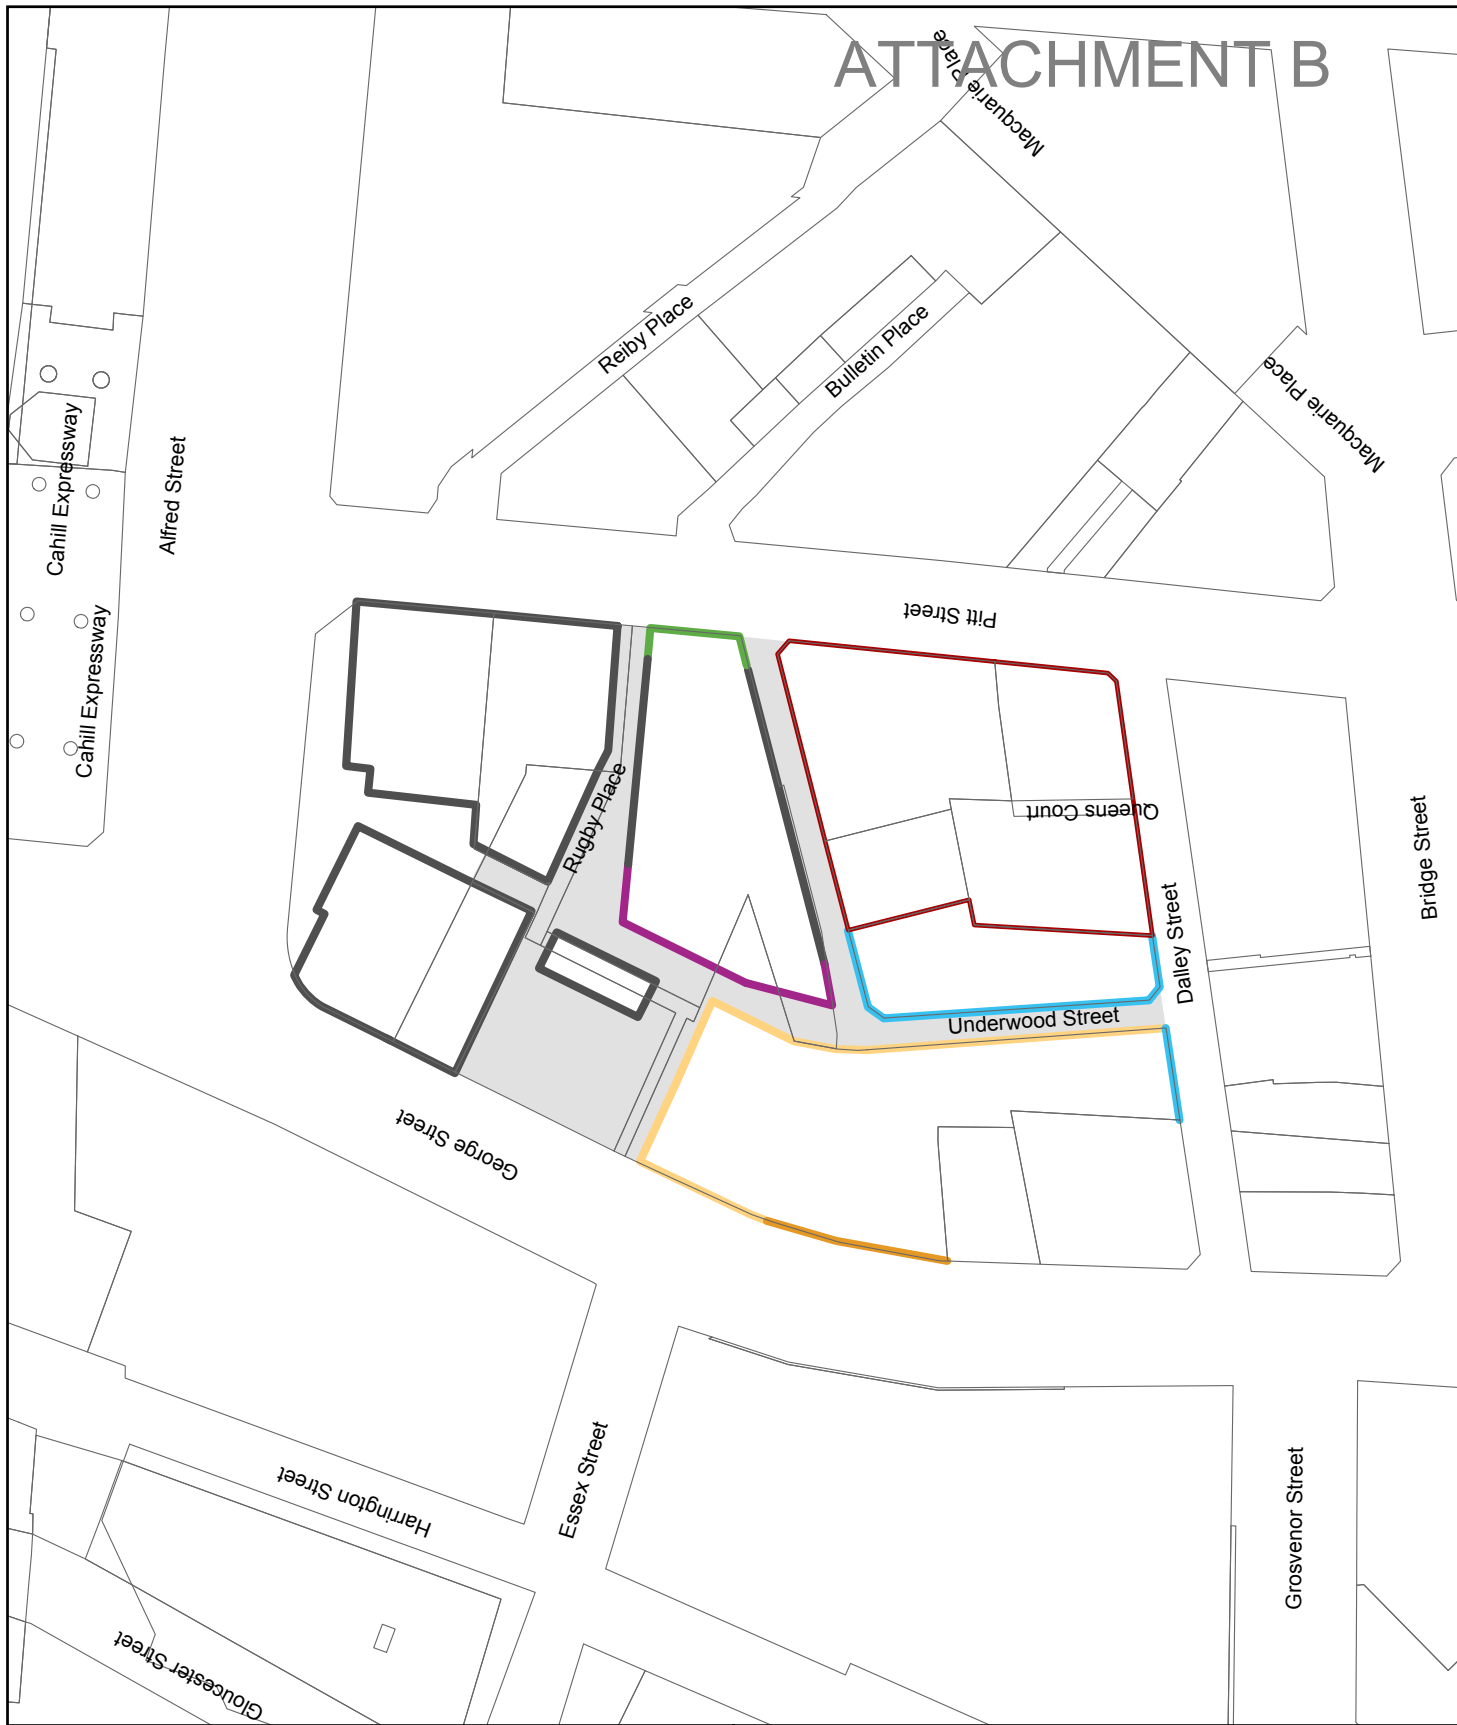 ATTACHMENT B
Macquarie Place
Reiby Place
Bulletin Place
Macquarie Place
Cahill Expressway
Alfred Street
Pitt Street
Cahill Expressway
Rugby Place
Queens Court
Bridge Street
Dalley Street
Underwood Street
George Street
Harrington Street
Essex Street
Grosvenor Street
Gloucester Street